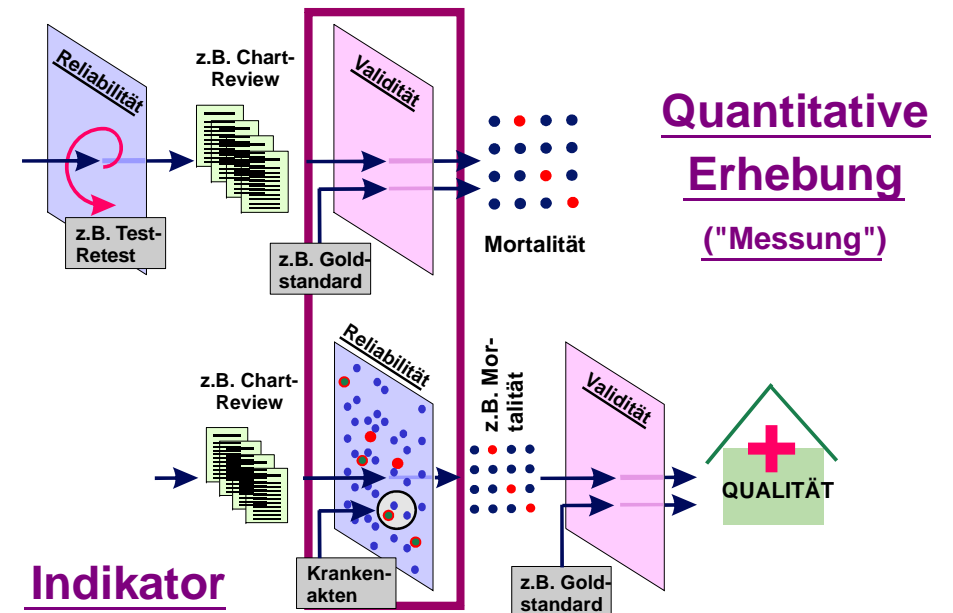 Reliabilität
z.B. Chart-
Review
Validität
z.B. Test-
Retest
z.B. Gold-
standard
Mortalität
Quantitative
Erhebung
("Messung")
z.B. Chart-
Review
Reliabilität
z.B. Mor-
talität
Validität
QUALITÄT
Kranken-
akten
z.B. Gold-
standard
Indikator